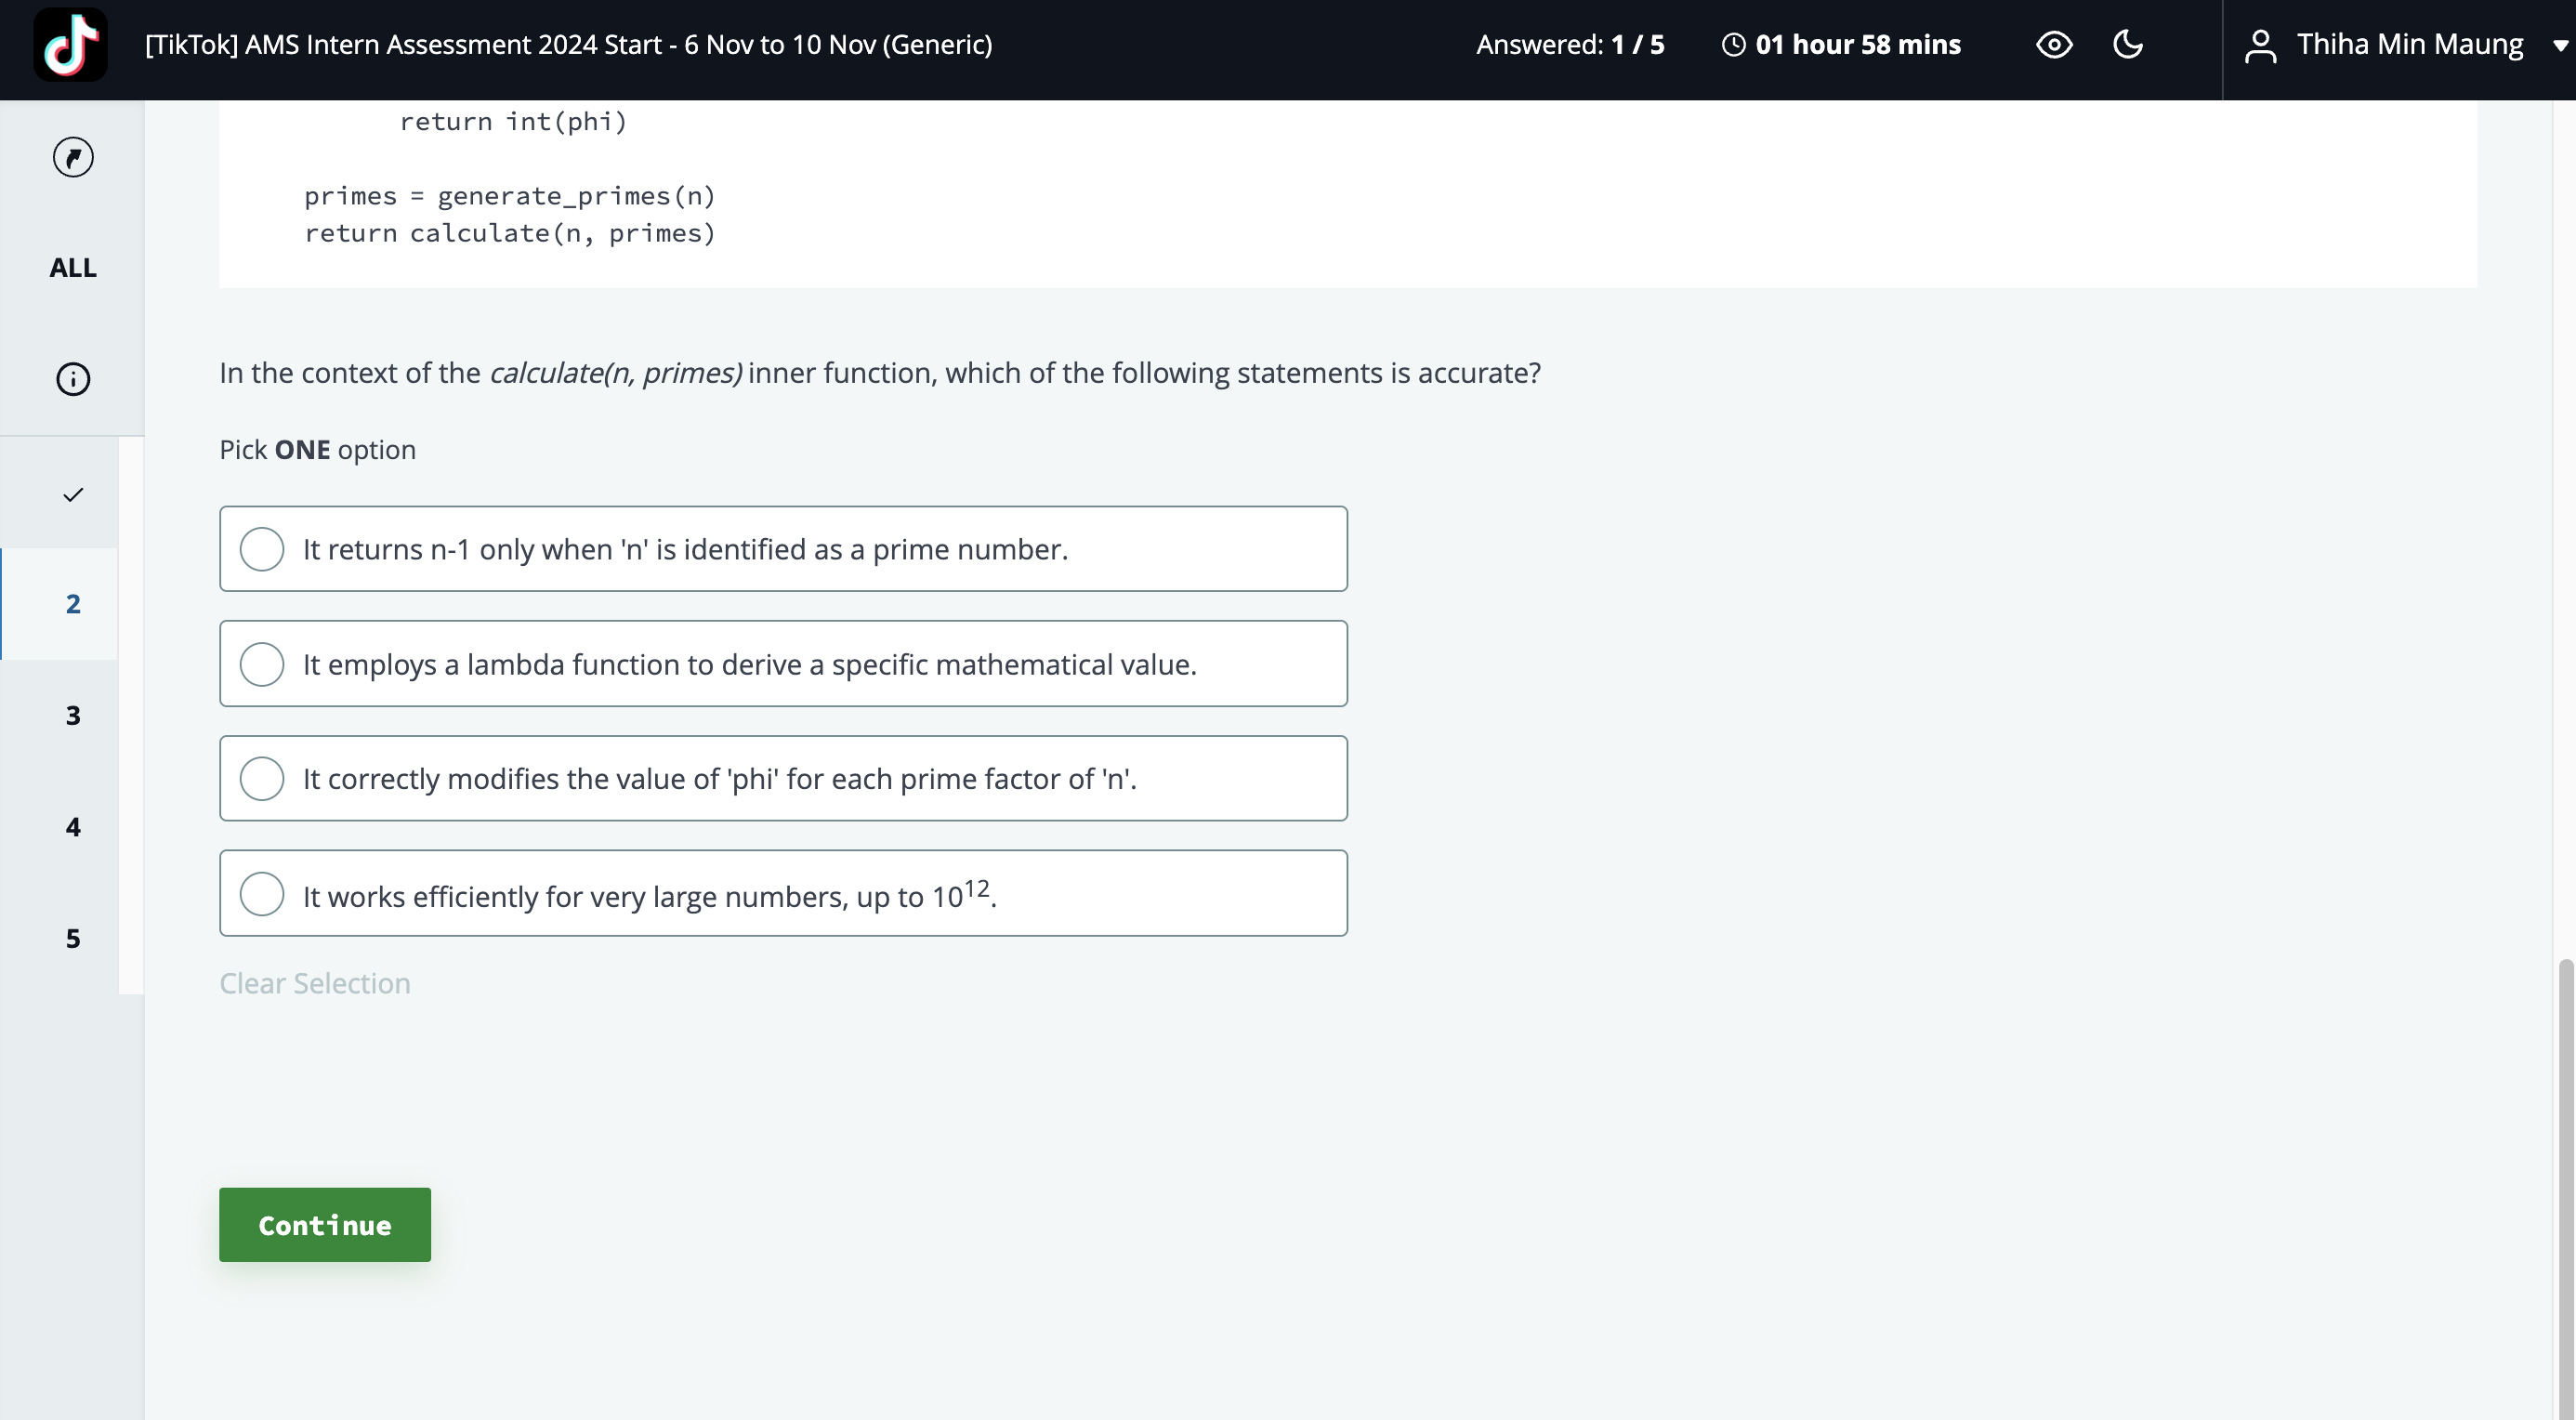 [TikTok] AMS Intern Assessment 2024 Start - 6 Nov to 10 Nov (Generic)
Answered: 1 / 5
01 hour 58 mins
Thiha Min Maung
ALL
2
3
4
5
return int(phi)
primes = generate_primes(n)
return calculate(n, primes)
In the context of the calculate(n, primes) inner function, which of the following statements is accurate?
Pick ONE option
It returns n-1 only when 'n' is identified as a prime number.
It employs a lambda function to derive a specific mathematical value.
It correctly modifies the value of 'phi' for each prime factor of 'n'.
It works efficiently for very large numbers, up to 10¹².
Clear Selection
Continue